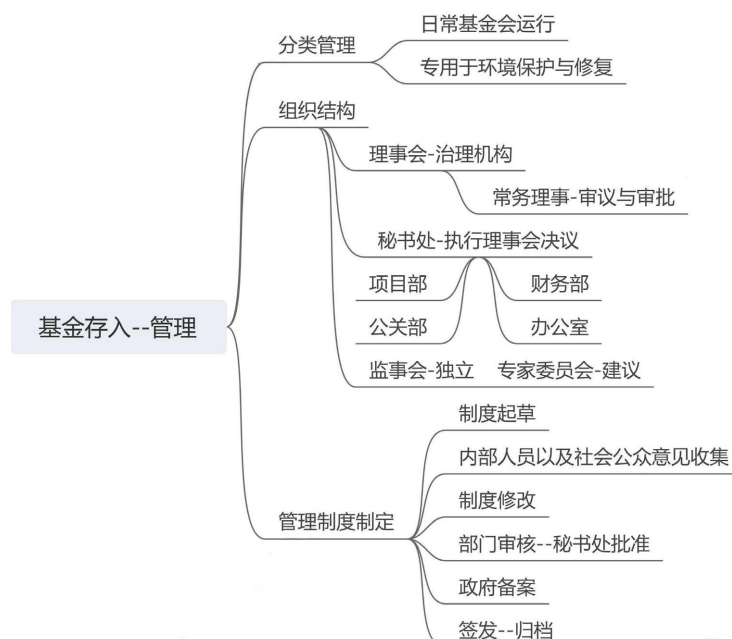 基金存入--管理
分类管理
日常基金会运行
专用于环境保护与修复
组织结构
理事会-治理机构
常务理事-审议与审批
秘书处-执行理事会决议
项目部
财务部
公关部
办公室
监事会-独立 专家委员会-建议
管理制度制定
制度起草
内部人员以及社会公众意见收集
制度修改
部门审核--秘书处批准
政府备案
签发--归档